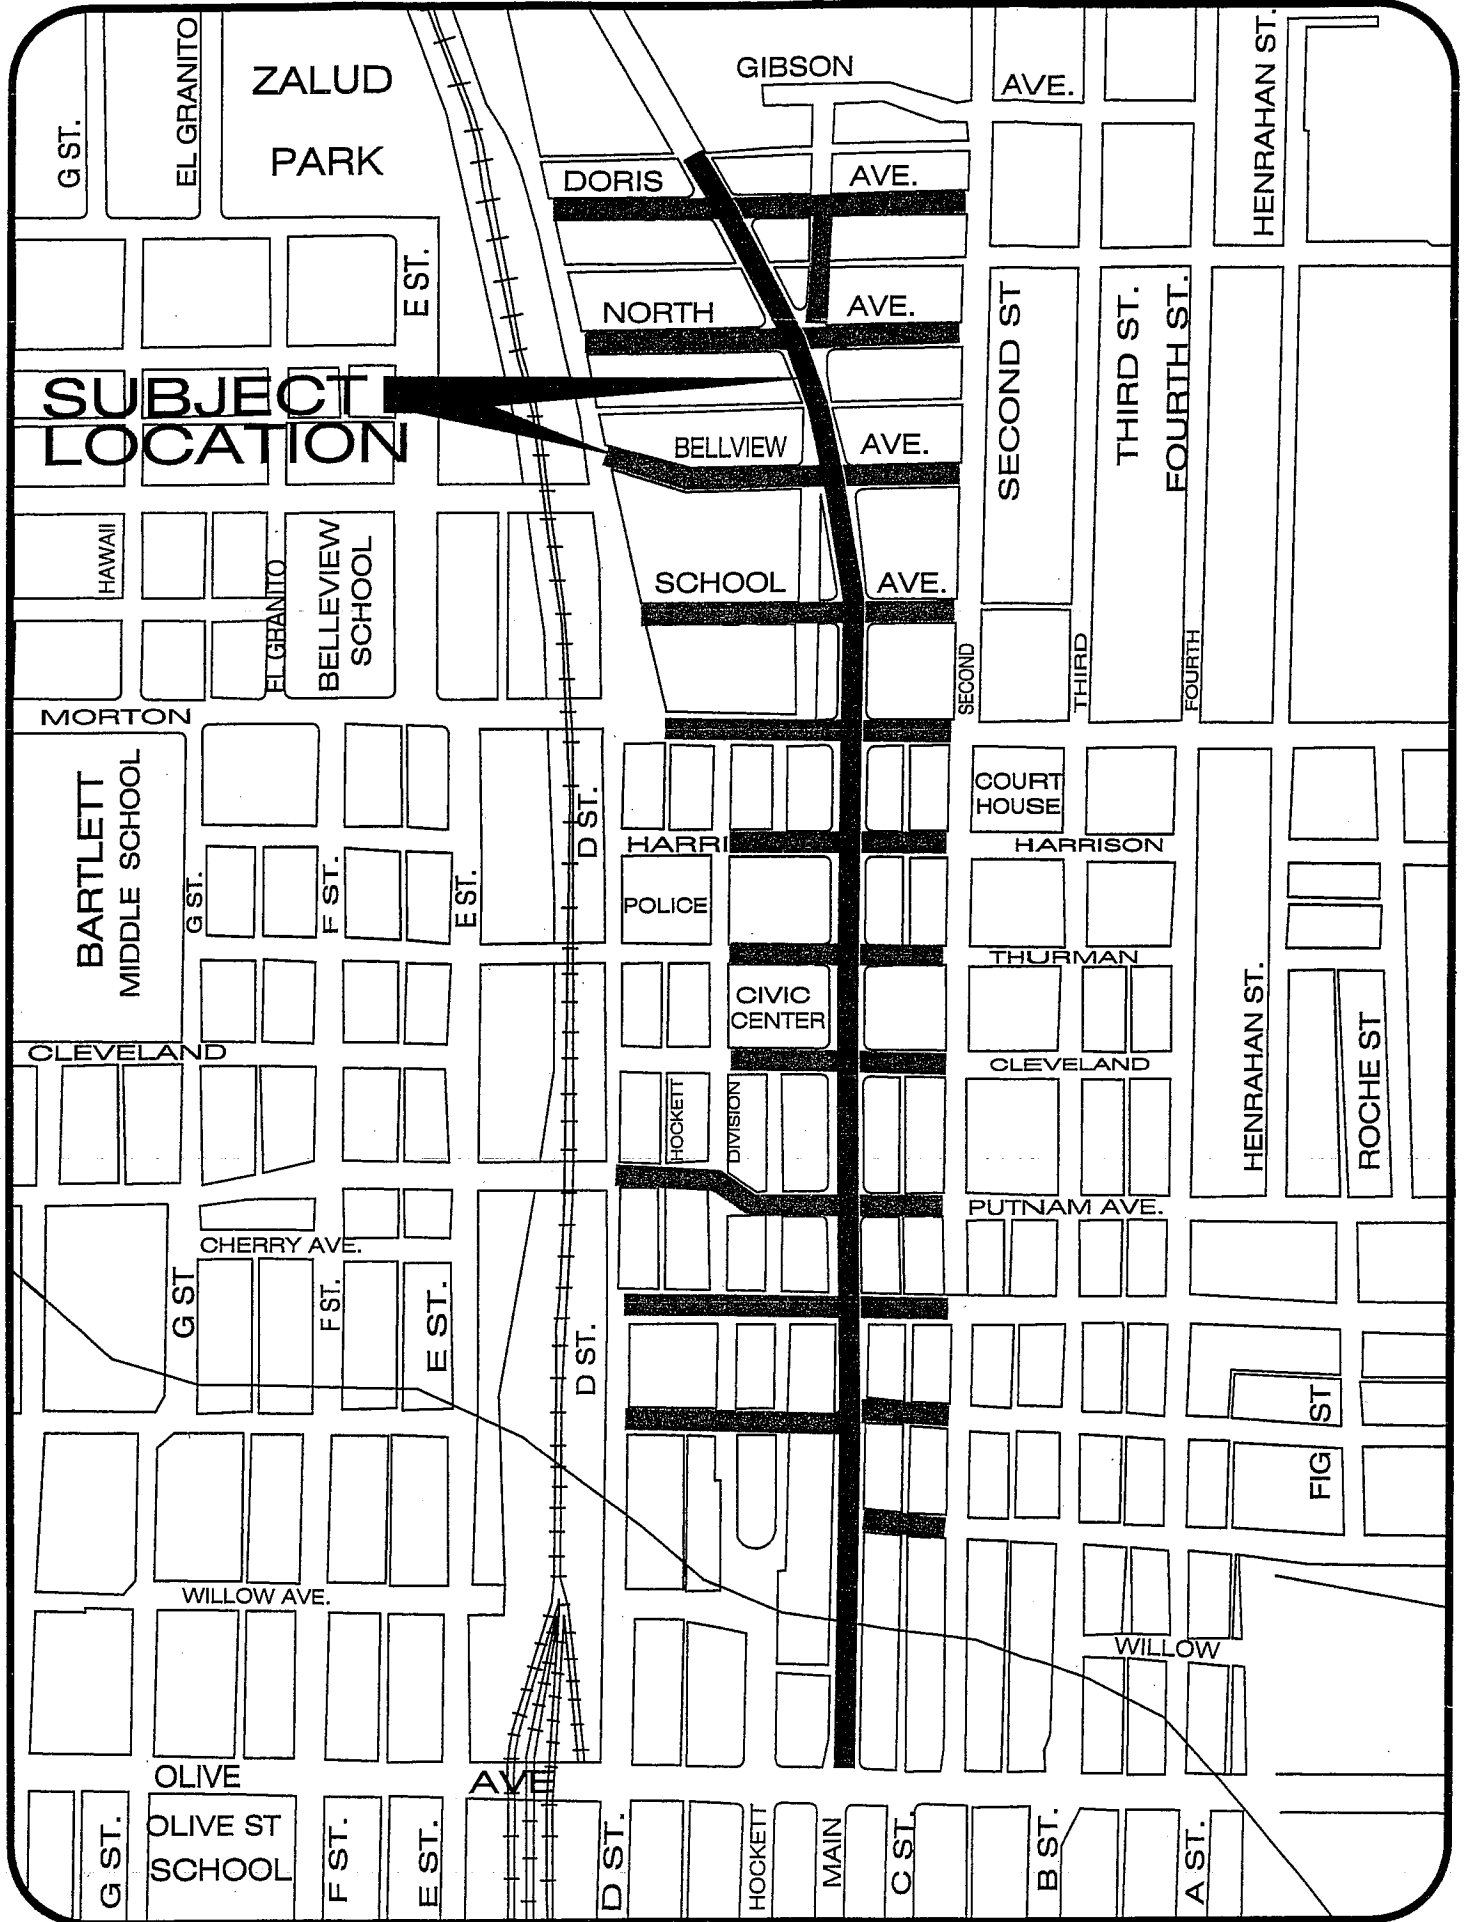 GIBSON
AVE.
HENRAHAN ST.
G ST.
EL GRANITO
ZALUD
PARK
DORIS
AVE.
E ST.
NORTH
AVE.
SECOND ST
THIRD ST.
FOURTH ST.
SUBJECT
LOCATION
BELLVIEW
AVE.
HAWAII
EL GRANITO
BELLEVIEW
SCHOOL
SCHOOL
AVE.
SECOND
THIRD
FOURTH
MORTON
BARTLETT
MIDDLE SCHOOL
D ST.
COURT
HOUSE
HARRI
HARRISON
G ST.
F ST.
E ST.
POLICE
THURMAN
CIVIC
CENTER
HENRAHAN ST.
ROCHE ST
CLEVELAND
CLEVELAND
HOCKETT
DIVISION
PUTNAM AVE.
CHERRY AVE.
G ST
F ST.
E ST.
D ST.
FIG ST
WILLOW AVE.
WILLOW
OLIVE
AVE
OLIVE ST
SCHOOL
G ST.
F ST.
E ST.
D ST.
HOCKETT
MAIN
C ST.
B ST.
A ST.